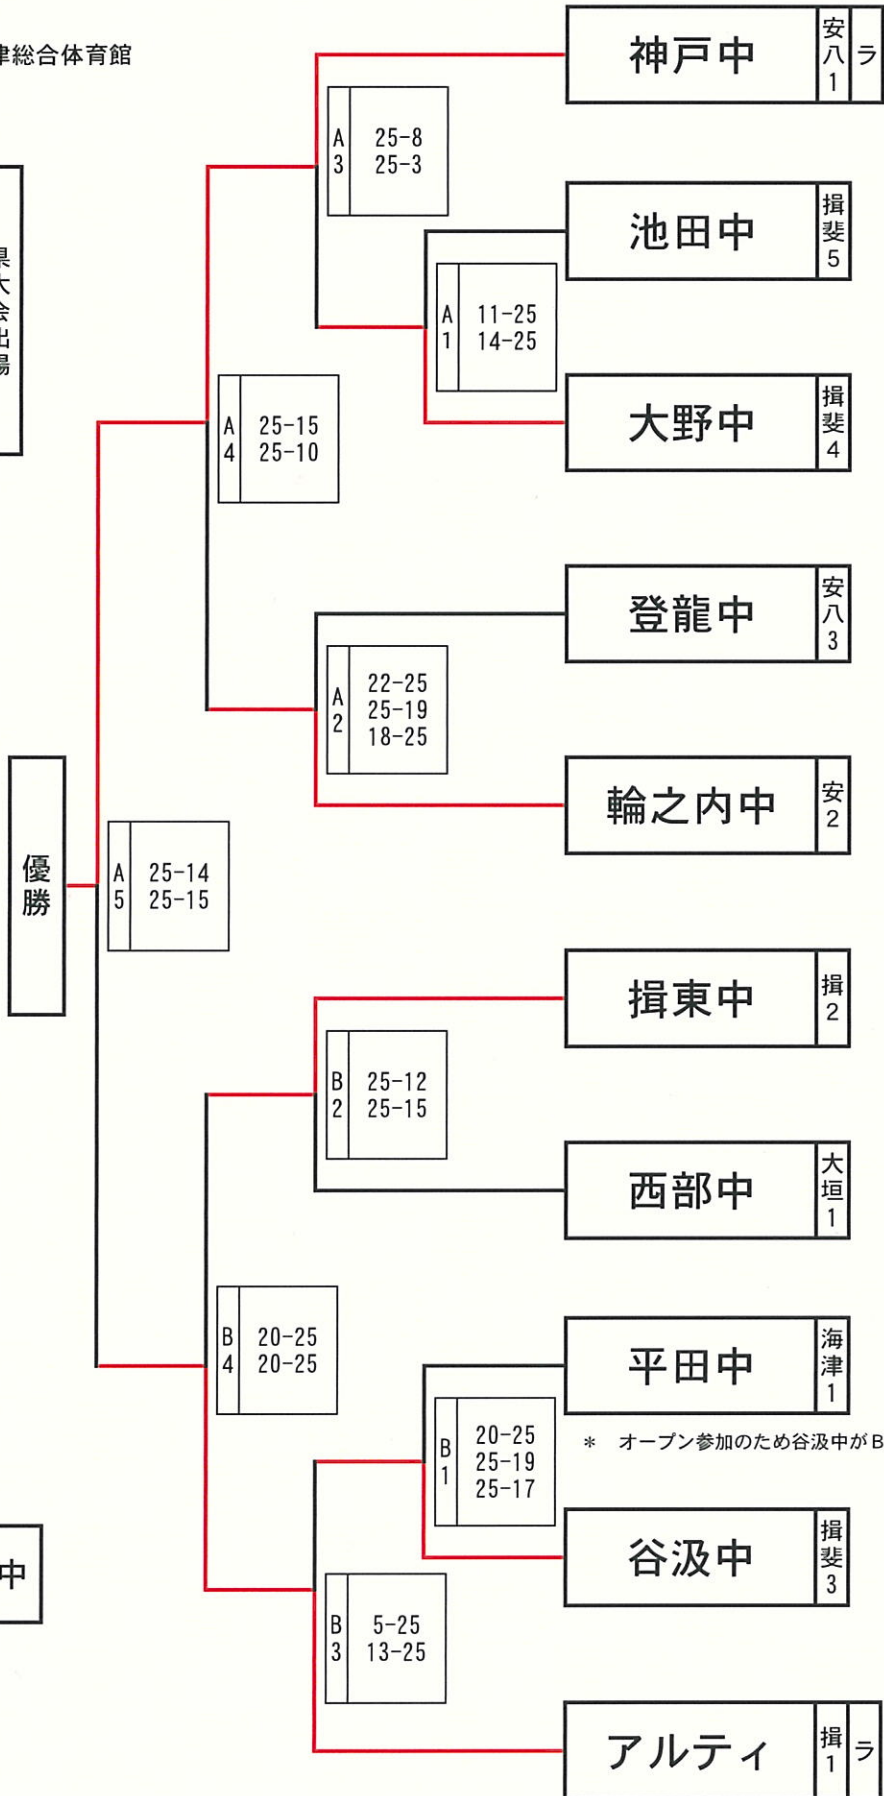 津総合体育館
神戸中
安八1
ラ
A3
25-8
25-3
池田中
揖斐5
県大会出場
A1
11-25
14-25
大野中
揖斐4
A4
25-15
25-10
登龍中
安八3
A2
22-25
25-19
18-25
輪之内中
安2
優勝
A5
25-14
25-15
揖東中
揖2
B2
25-12
25-15
西部中
大垣1
B4
20-25
20-25
平田中
海津1
B1
20-25
25-19
25-17
* オープン参加のため谷汲中がB
谷汲中
揖斐3
中
B3
5-25
13-25
アルティ
揖1
ラ